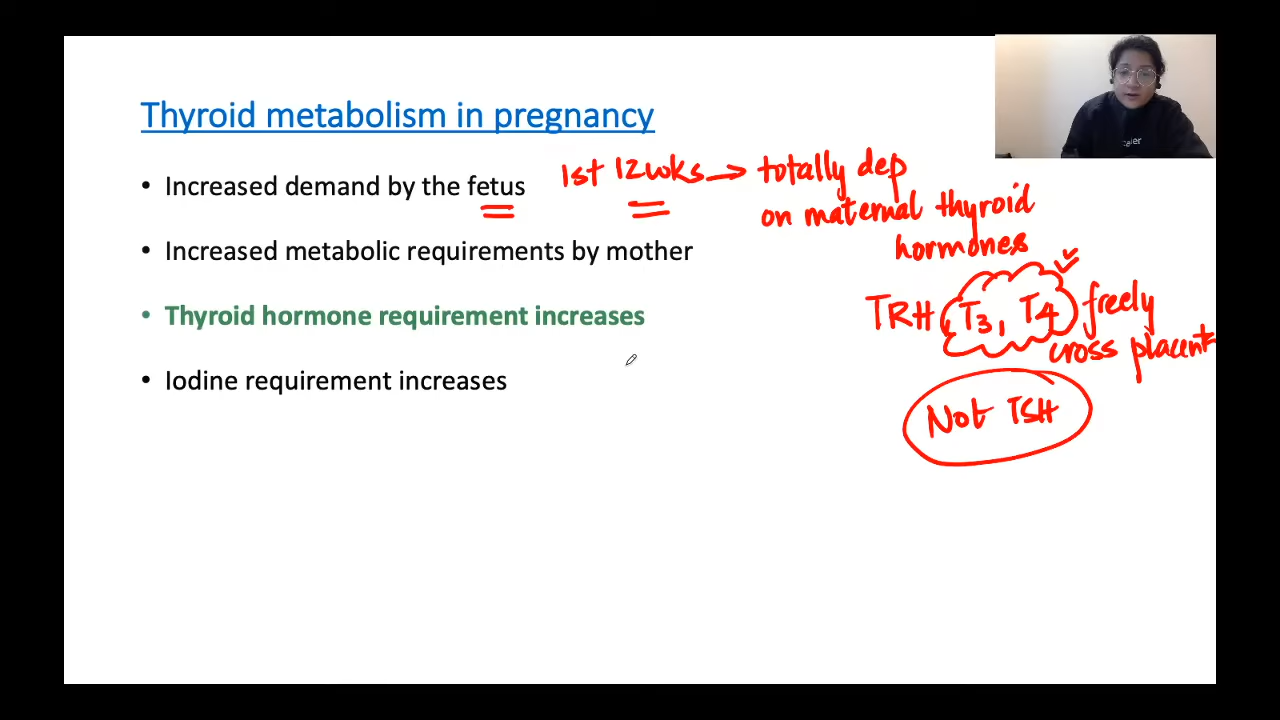 Thyroid metabolism in pregnancy
• Increased demand by the fetus
1st 12wks → totally dep
on maternal thyroid
hormones
• Increased metabolic requirements by mother
• Thyroid hormone requirement increases
TRH, T3, T4 freely
cross placent
• Iodine requirement increases
Not TSH